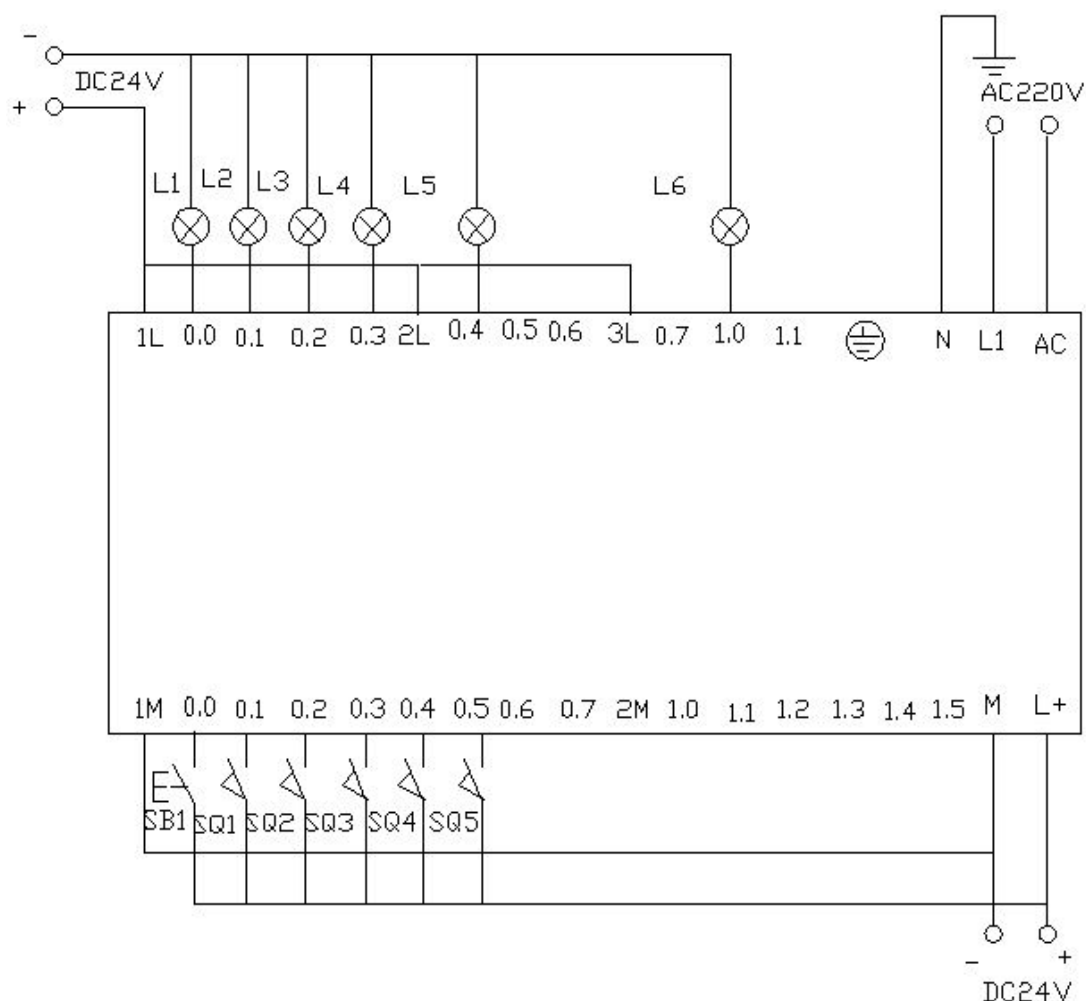 -
DC24V
+
AC220V
L1 L2 L3 L4 L5 L6
1L 0.0 0.1 0.2 0.3 2L 0.4 0.5 0.6 3L 0.7 1.0 1.1 N L1 AC
1M 0.0 0.1 0.2 0.3 0.4 0.5 0.6 0.7 2M 1.0 1.1 1.2 1.3 1.4 1.5 M L+
SB1 SQ1 SQ2 SQ3 SQ4 SQ5
- +
DC24V